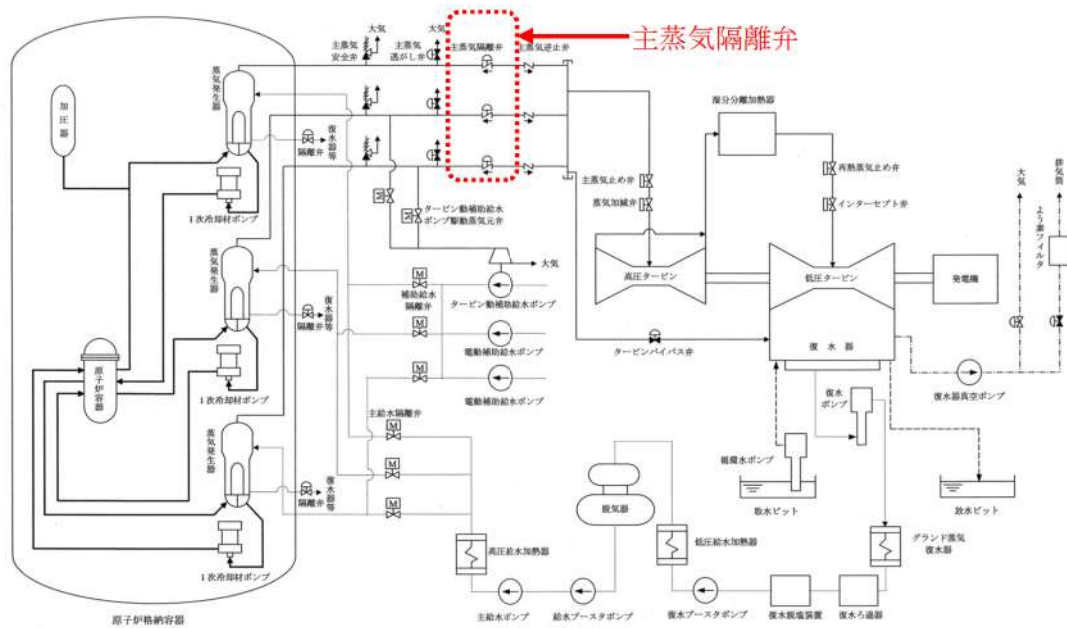 主蒸気隔離弁
大気
大気
主蒸気
安全弁
主蒸気
逃がし弁
主蒸気隔離弁
主蒸気逆止弁
加圧器
蒸気発生器
隔離弁
復水器等
1次冷却材ポンプ
湿分分離加熱器
主蒸気止め弁
蒸気加減弁
再熱蒸気止め弁
インターセプト弁
大気
排気筒
よう素フィルタ
M
M
タービン動補助給水
ポンプ駆動蒸気元弁
大気
高圧タービン
低圧タービン
発電機
蒸気発生器
隔離弁
復水器等
1次冷却材ポンプ
M
補助給水
隔離弁
タービン動補助給水ポンプ
M
電動補助給水ポンプ
M
電動補助給水ポンプ
タービンバイパス弁
復水器
復水器真空ポンプ
原子炉容器
蒸気発生器
隔離弁
復水器等
1次冷却材ポンプ
主給水隔離弁
M
M
M
復水
ポンプ
循環水ポンプ
取水ピット
放水ピット
脱気器
高圧給水加熱器
低圧給水加熱器
グランド蒸気
復水器
主給水ポンプ
給水ブースタポンプ
復水ブースタポンプ
復水脱塩装置
復水ろ過器
原子炉格納容器